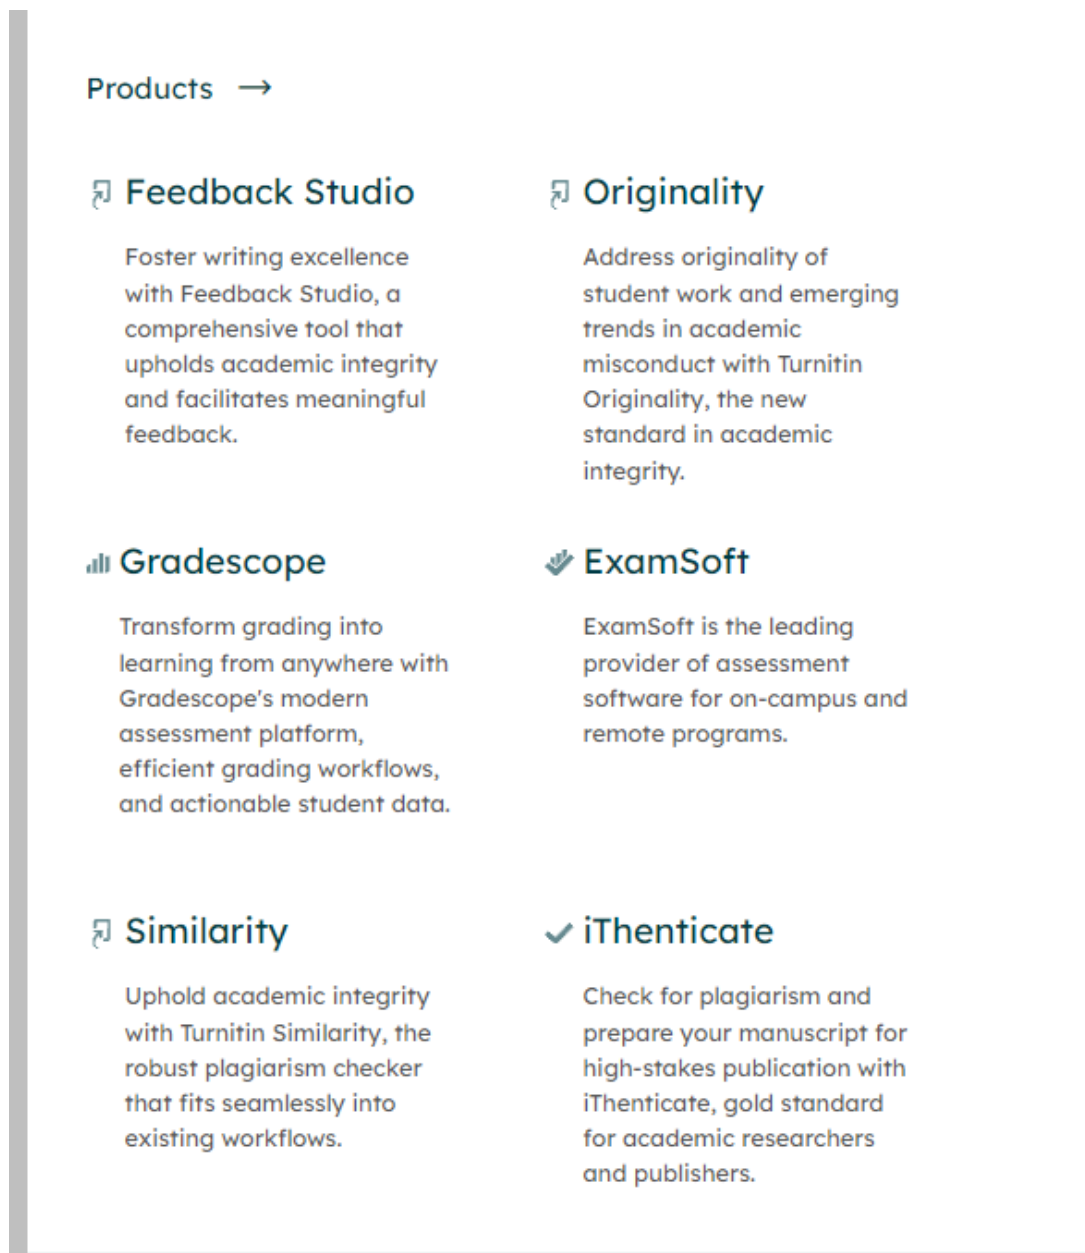 Products →
Feedback Studio
Foster writing excellence
with Feedback Studio, a
comprehensive tool that
upholds academic integrity
and facilitates meaningful
feedback.
Originality
Address originality of
student work and emerging
trends in academic
misconduct with Turnitin
Originality, the new
standard in academic
integrity.
Gradescope
Transform grading into
learning from anywhere with
Gradescope's modern
assessment platform,
efficient grading workflows,
and actionable student data.
ExamSoft
ExamSoft is the leading
provider of assessment
software for on-campus and
remote programs.
Similarity
Uphold academic integrity
with Turnitin Similarity, the
robust plagiarism checker
that fits seamlessly into
existing workflows.
iThenticate
Check for plagiarism and
prepare your manuscript for
high-stakes publication with
iThenticate, gold standard
for academic researchers
and publishers.